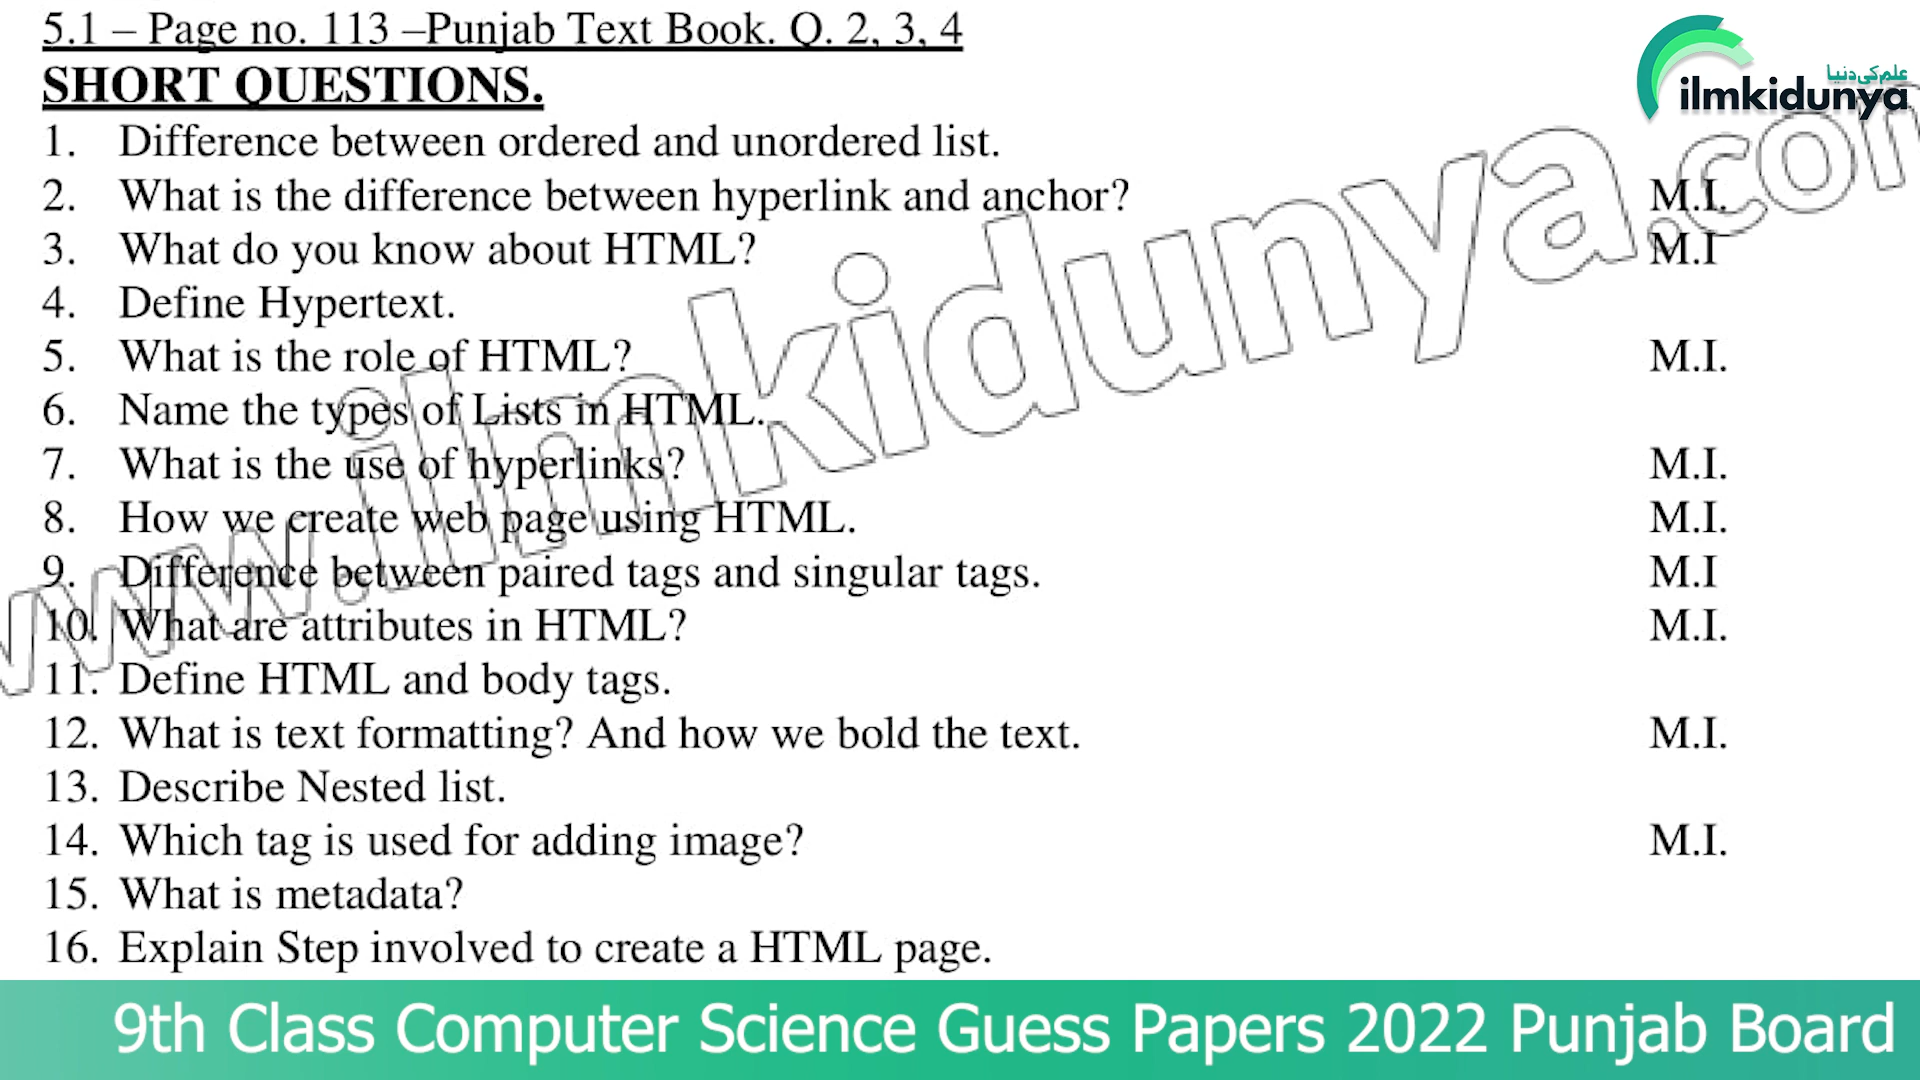 5.1 – Page no. 113 –Punjab Text Book. Q. 2, 3, 4
علم کی دنیا
ilmkidunya
SHORT QUESTIONS.
1. Difference between ordered and unordered list.
2. What is the difference between hyperlink and anchor? M.I.
3. What do you know about HTML? M.I
4. Define Hypertext.
5. What is the role of HTML? M.I.
6. Name the types of Lists in HTML.
7. What is the use of hyperlinks? M.I.
8. How we create web page using HTML. M.I.
9. Difference between paired tags and singular tags. M.I
10. What are attributes in HTML? M.I.
11. Define HTML and body tags.
12. What is text formatting? And how we bold the text. M.I.
13. Describe Nested list.
14. Which tag is used for adding image? M.I.
15. What is metadata?
16. Explain Step involved to create a HTML page.
www.ilmkidunya.com
9th Class Computer Science Guess Papers 2022 Punjab Board